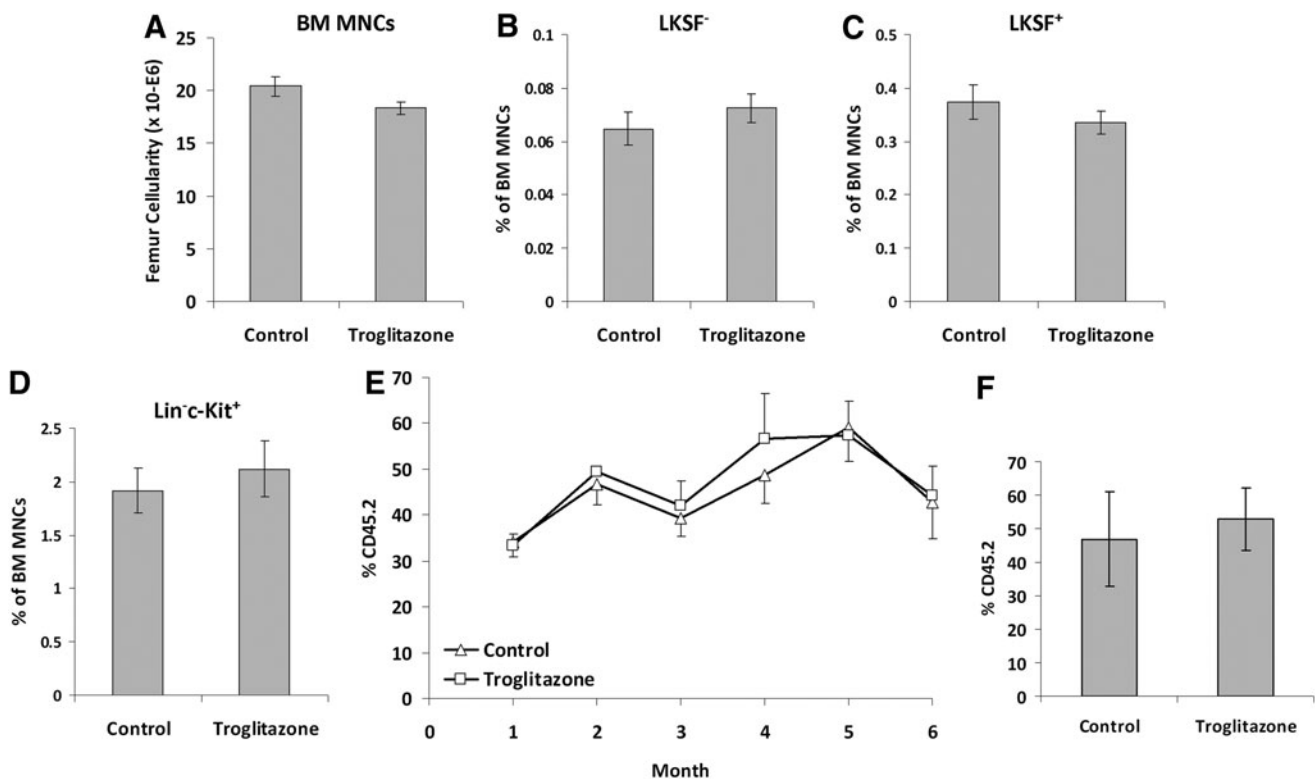 A
BM MNCs
Femur Cellularity (x 10-E6)
25
20
15
10
5
0
Control
Troglitazone
B
LKSF⁻
% of BM MNCs
0.1
0.08
0.06
0.04
0.02
0
Control
Troglitazone
C
LKSF⁺
% of BM MNCs
0.5
0.4
0.3
0.2
0.1
0
Control
Troglitazone
D
Lin⁻c-Kit⁺
% of BM MNCs
2.5
2
1.5
1
0.5
0
Control
Troglitazone
E
% CD45.2
70
60
50
40
30
20
10
0
Control
Troglitazone
0 1 2 3 4 5 6
Month
F
% CD45.2
70
60
50
40
30
20
10
0
Control
Troglitazone